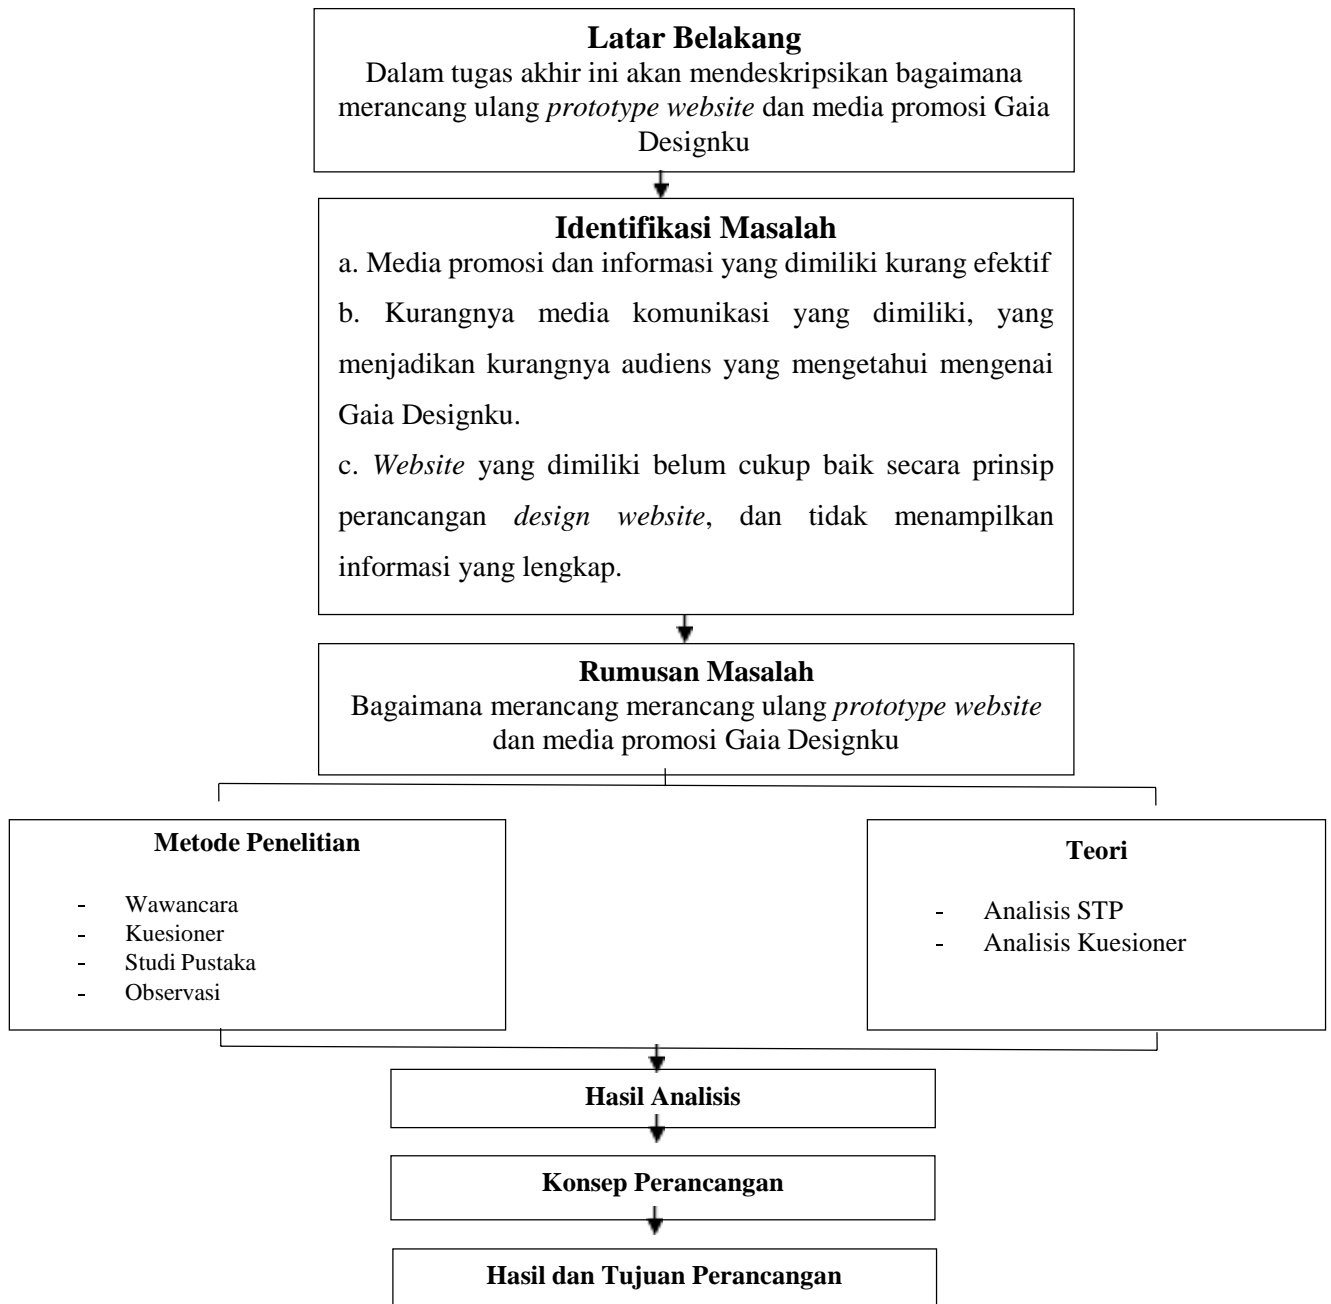 Latar Belakang
Dalam tugas akhir ini akan mendeskripsikan bagaimana
merancang ulang prototype website dan media promosi Gaia
Designku
Identifikasi Masalah
a. Media promosi dan informasi yang dimiliki kurang efektif
b. Kurangnya media komunikasi yang dimiliki, yang
menjadikan kurangnya audiens yang mengetahui mengenai
Gaia Designku.
c. Website yang dimiliki belum cukup baik secara prinsip
perancangan design website, dan tidak menampilkan
informasi yang lengkap.
Rumusan Masalah
Bagaimana merancang merancang ulang prototype website
dan media promosi Gaia Designku
Metode Penelitian
- Wawancara
- Kuesioner
- Studi Pustaka
- Observasi
Teori
- Analisis STP
- Analisis Kuesioner
Hasil Analisis
Konsep Perancangan
Hasil dan Tujuan Perancangan